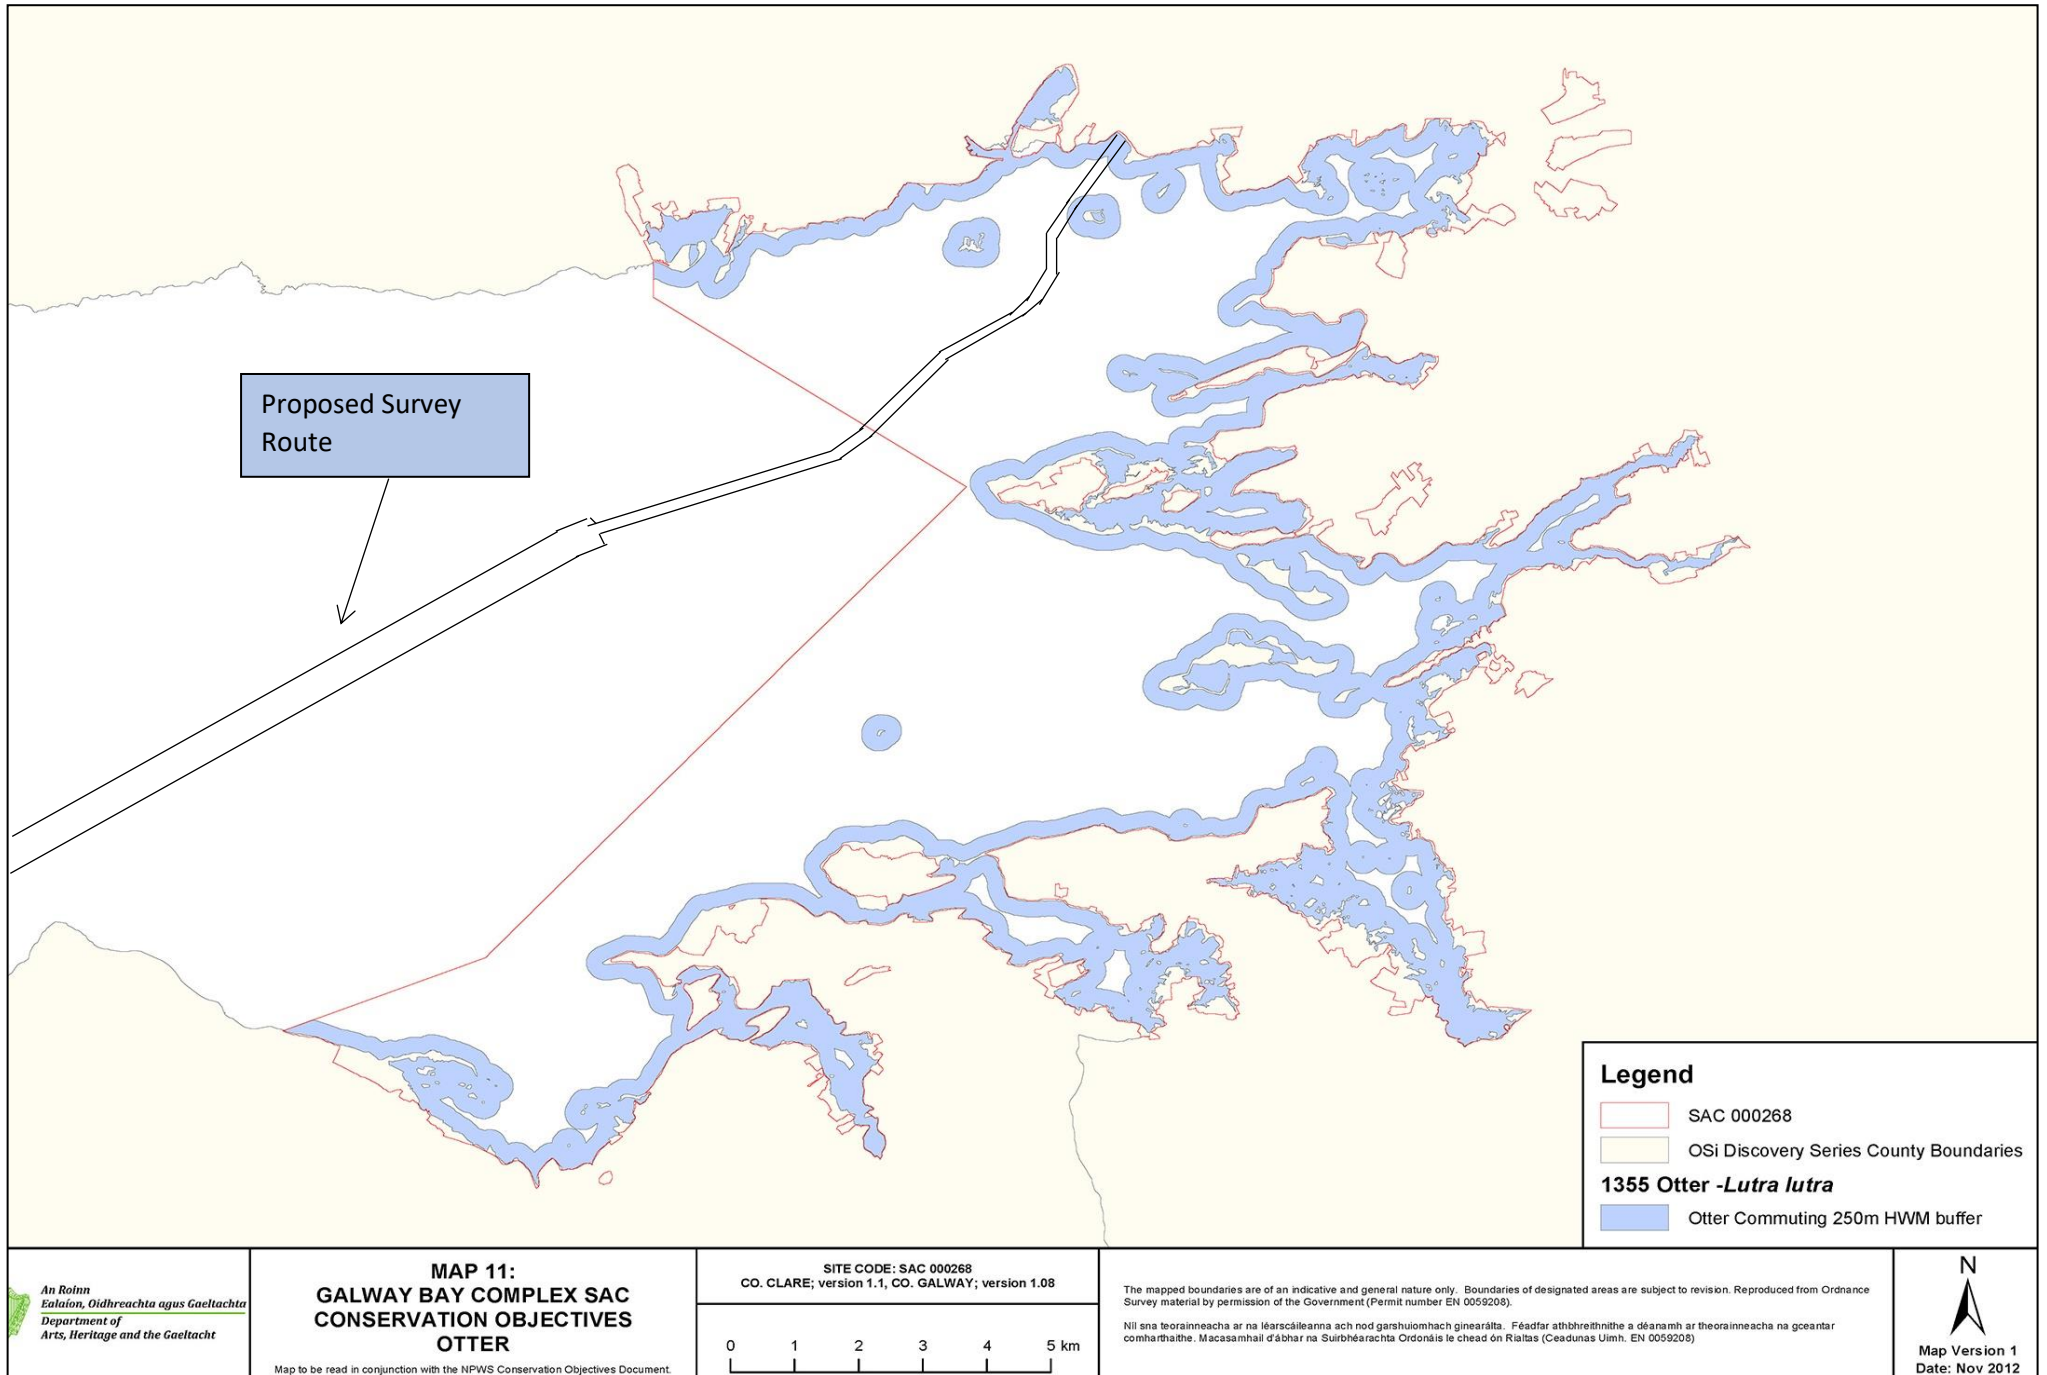 Proposed Survey
Route
Legend
SAC 000268
OSi Discovery Series County Boundaries
1355 Otter -Lutra lutra
Otter Commuting 250m HWM buffer
An Roinn
Ealaíon, Oidhreachta agus Gaeltachta
Department of
Arts, Heritage and the Gaeltacht
MAP 11:
GALWAY BAY COMPLEX SAC
CONSERVATION OBJECTIVES
OTTER
Map to be read in conjunction with the NPWS Conservation Objectives Document.
SITE CODE: SAC 000268
CO. CLARE; version 1.1, CO. GALWAY; version 1.08
0 1 2 3 4 5 km
The mapped boundaries are of an indicative and general nature only. Boundaries of designated areas are subject to revision. Reproduced from Ordnance
Survey material by permission of the Government (Permit number EN 0059208).
Níl sna teorainneacha ar na léarscáileanna ach nod garshuiomhach ginearálta. Féadfar athbhreithnithe a déanamh ar theorainneacha na gceantar
comharthaithe. Macasamhail d'ábhar na Suirbhéarachta Ordonáis le chead ón Rialtas (Ceadunas Uimh. EN 0059208)
N
Map Version 1
Date: Nov 2012